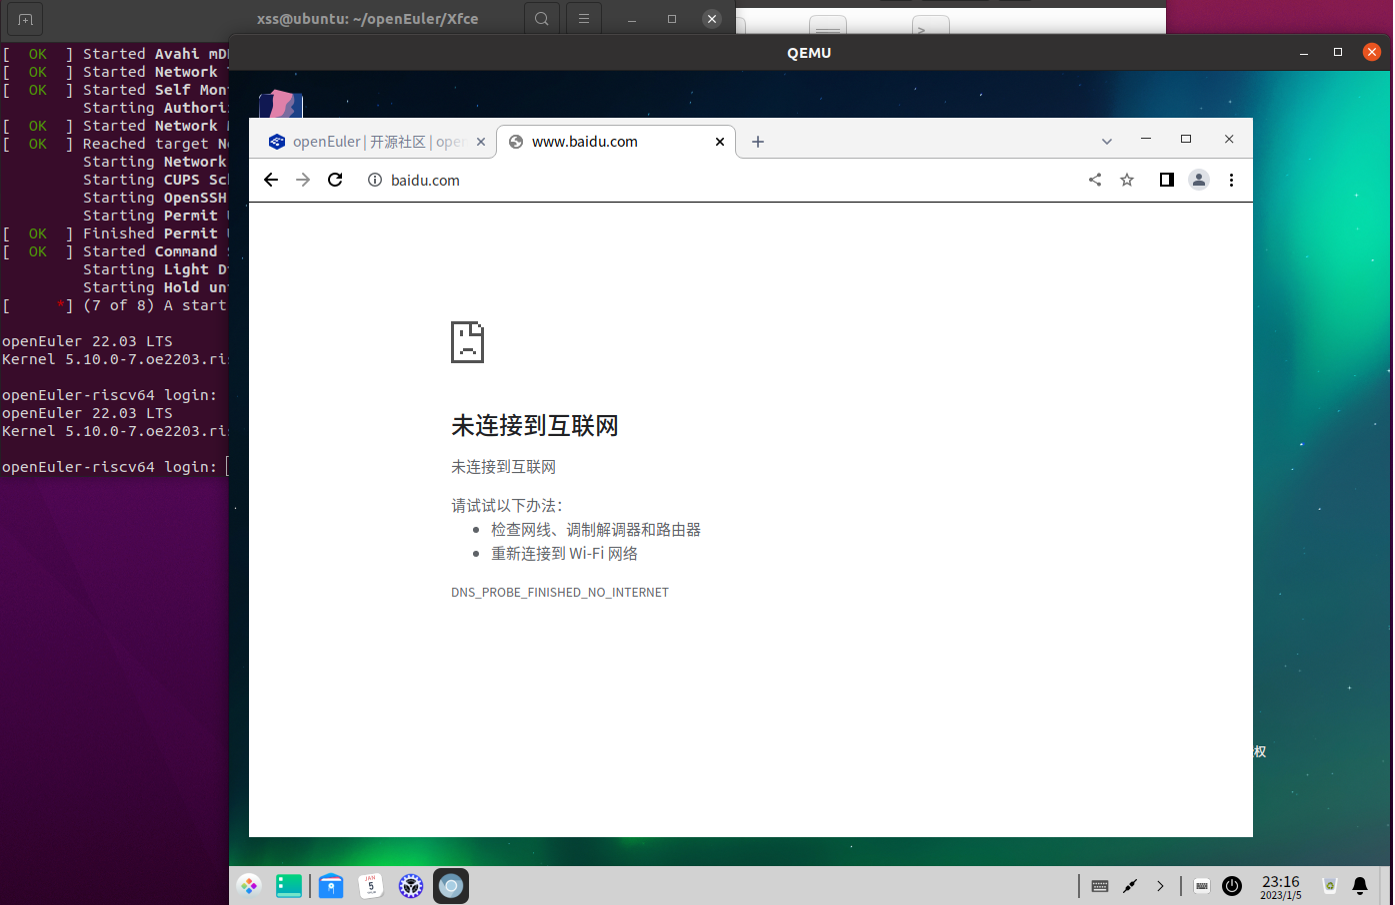 xss@ubuntu: ~/openEuler/Xfce
[  OK  ] Started Avahi mD
[  OK  ] Started Network
[  OK  ] Started Self Mon
Starting Authori
[  OK  ] Started Network
[  OK  ] Reached target N
Starting Network
Starting CUPS Sc
Starting OpenSSH
Starting Permit
[  OK  ] Finished Permit
[  OK  ] Started Command
Starting Light D
Starting Hold un
[     *] (7 of 8) A start
openEuler 22.03 LTS
Kernel 5.10.0-7.oe2203.ri
openEuler-riscv64 login:
openEuler 22.03 LTS
Kernel 5.10.0-7.oe2203.ri
openEuler-riscv64 login:
QEMU
openEuler | 开源社区 | open
www.baidu.com
baidu.com
未连接到互联网
未连接到互联网
请试试以下办法：
• 检查网线、调制解调器和路由器
• 重新连接到 Wi-Fi 网络
DNS_PROBE_FINISHED_NO_INTERNET
权
JAN
5
23:16
2023/1/5